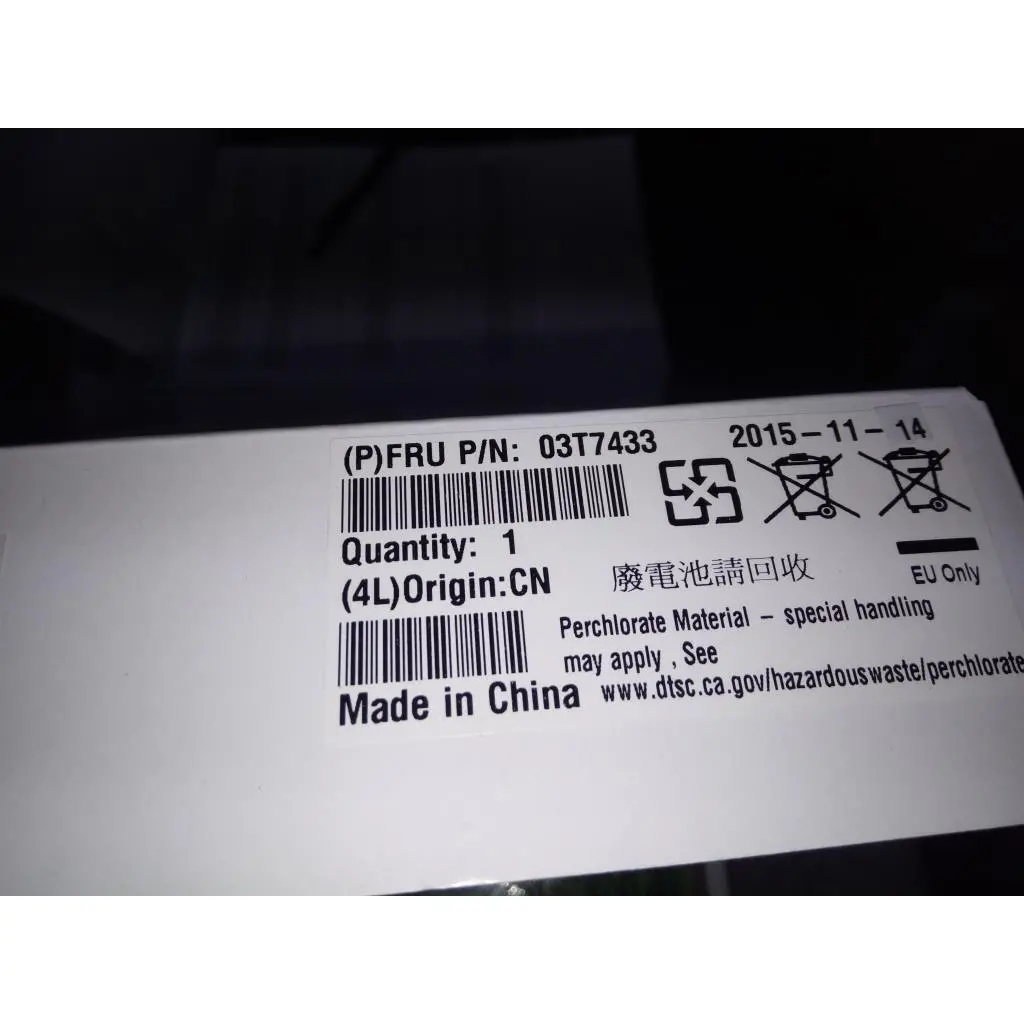 (P)FRU P/N: 03T7433
2015-11-14
Quantity: 1
(4L)Origin:CN
廢電池請回收
EU Only
Perchlorate Material - special handling
may apply , See
www.dtsc.ca.gov/hazardouswaste/perchlorate
Made in China